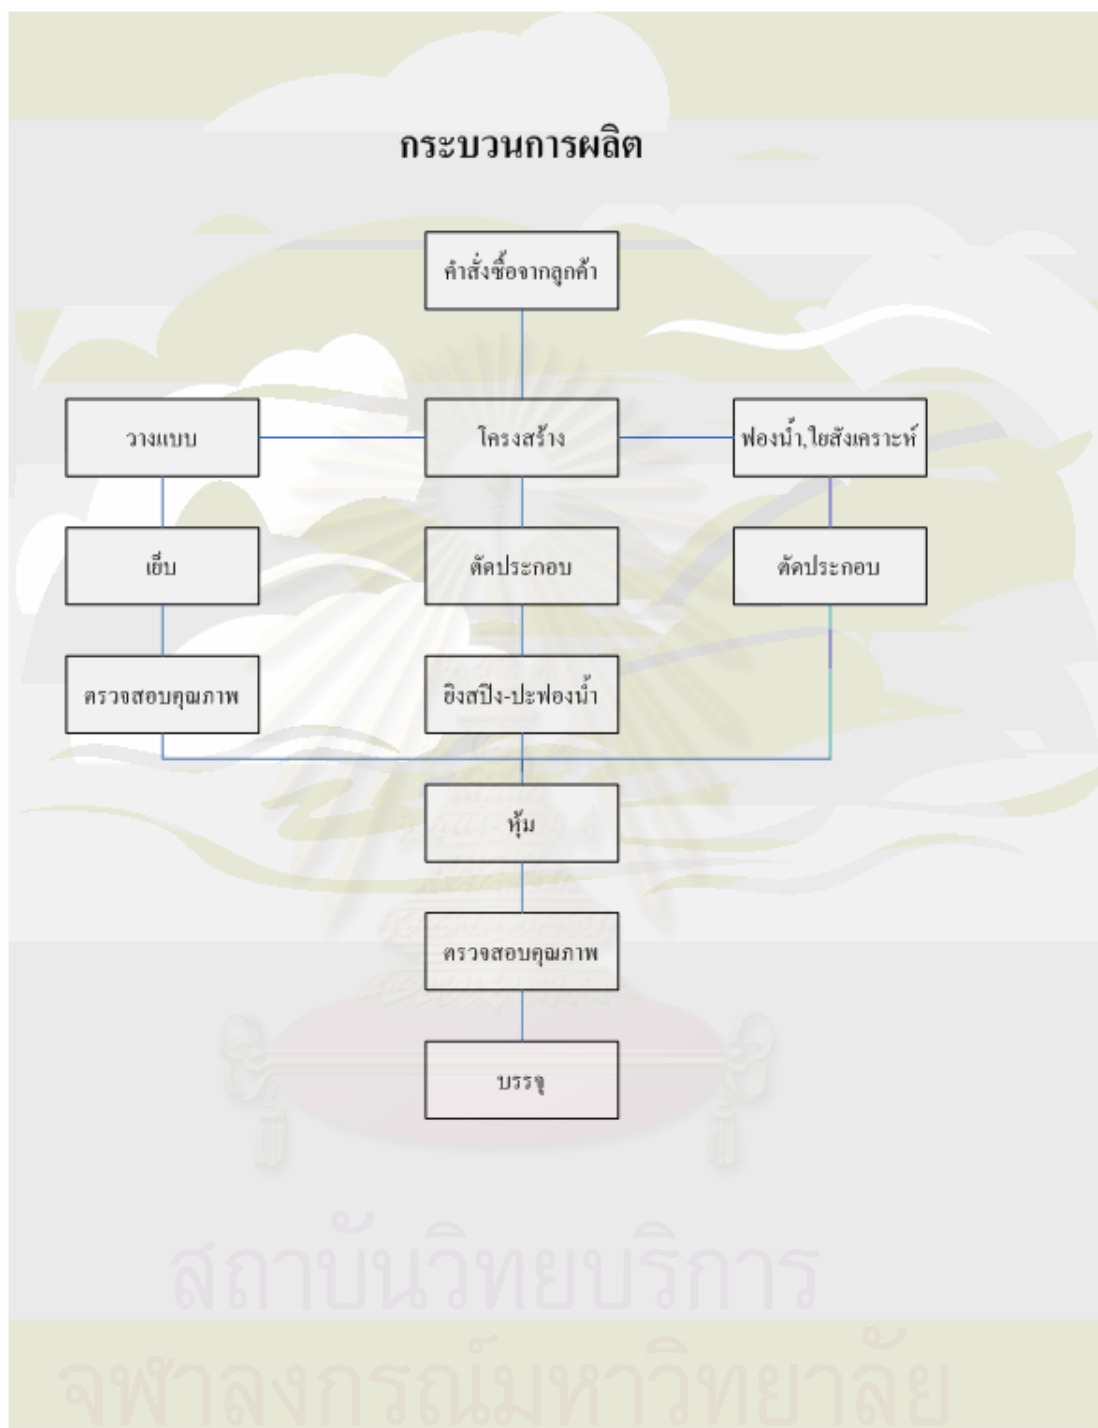 กระบวนการผลิต
คำสั่งซื้อจากลูกค้า
วางแบบ
โครงสร้าง
ฟองน้ำ,ใยสังเคราะห์
เย็บ
ตัดประกอบ
ตัดประกอบ
ตรวจสอบคุณภาพ
ขึงสปิง-ปะฟองน้ำ
หุ้ม
ตรวจสอบคุณภาพ
บรรจุ
สถาบันวิทยบริการ
จุฬาลงกรณ์มหาวิทยาลัย